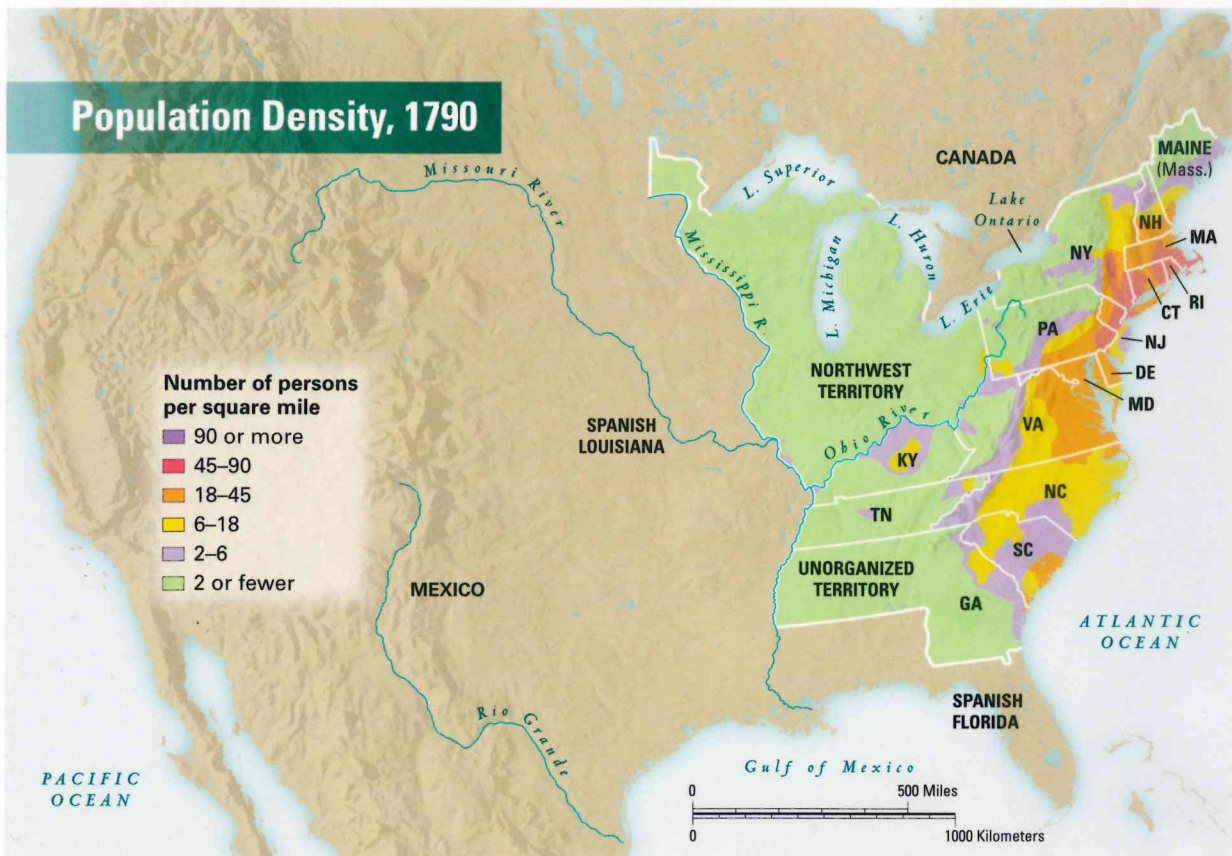 Population Density, 1790
Missouri River
L. Superior
CANADA
MAINE
(Mass.)
Lake
Ontario
L. Huron
NH
MA
NY
Mississippi R.
L. Michigan
RI
L. Erie
CT
PA
NJ
NORTHWEST
TERRITORY
DE
MD
Number of persons
per square mile
90 or more
45–90
18–45
6–18
2–6
2 or fewer
SPANISH
LOUISIANA
Ohio River
VA
KY
NC
TN
SC
UNORGANIZED
TERRITORY
MEXICO
GA
ATLANTIC
OCEAN
SPANISH
FLORIDA
Rio Grande
Gulf of Mexico
PACIFIC
OCEAN
0 500 Miles
0 1000 Kilometers